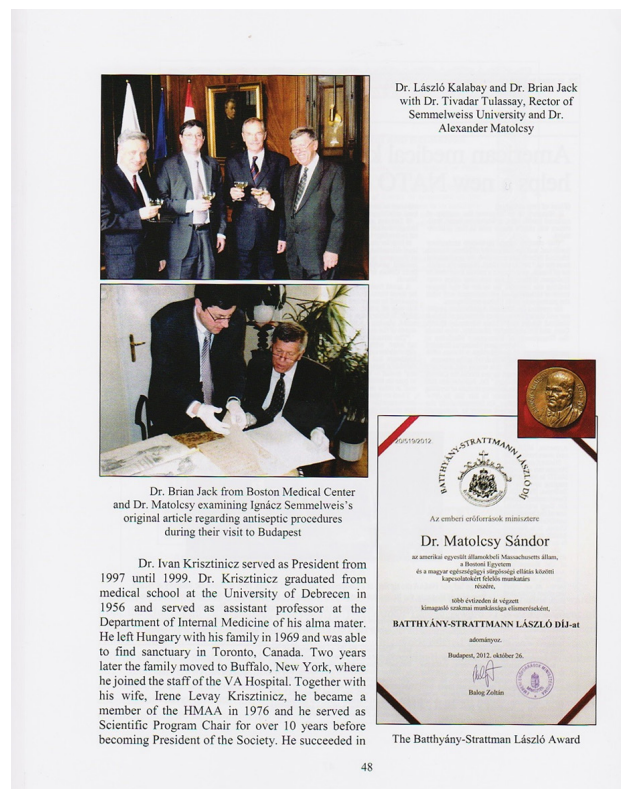 Dr. László Kalabay and Dr. Brian Jack
with Dr. Tivadar Tulassay, Rector of
Semmelweiss University and Dr.
Alexander Matolcsy
Dr. Brian Jack from Boston Medical Center
and Dr. Matolcsy examining Ignácz Semmelweis's
original article regarding antiseptic procedures
during their visit to Budapest
Dr. Ivan Krisztinicz served as President from
1997 until 1999. Dr. Krisztinicz graduated from
medical school at the University of Debrecen in
1956 and served as assistant professor at the
Department of Internal Medicine of his alma mater.
He left Hungary with his family in 1969 and was able
to find sanctuary in Toronto, Canada. Two years
later the family moved to Buffalo, New York, where
he joined the staff of the VA Hospital. Together with
his wife, Irene Levay Krisztinicz, he became a
member of the HMAA in 1976 and he served as
Scientific Program Chair for over 10 years before
becoming President of the Society. He succeeded in
20/519/2012.
BATTHYÁNY-STRATTMANN LÁSZLÓ DÍJ
Az emberi erőforrások minisztere
Dr. Matolcsy Sándor
az amerikai egyesült államokbeli Massachusetts állam,
a Bostoni Egyetem
és a magyar egészségügyi sürgősségi ellátás közötti
kapcsolatokért felelős munkatárs
részére,
több évtizeden át végzett
kimagasló szakmai munkássága elismeréseként,
BATTHYÁNY-STRATTMANN LÁSZLÓ DÍJ-at
adományoz.
Budapest, 2012. október 26.
Balog Zoltán
The Batthyány-Strattman László Award
48